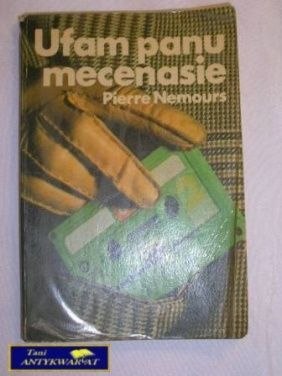 Ufam panu
mecenasie
Pierre Nemours
Tani
ANTYKWARIAT